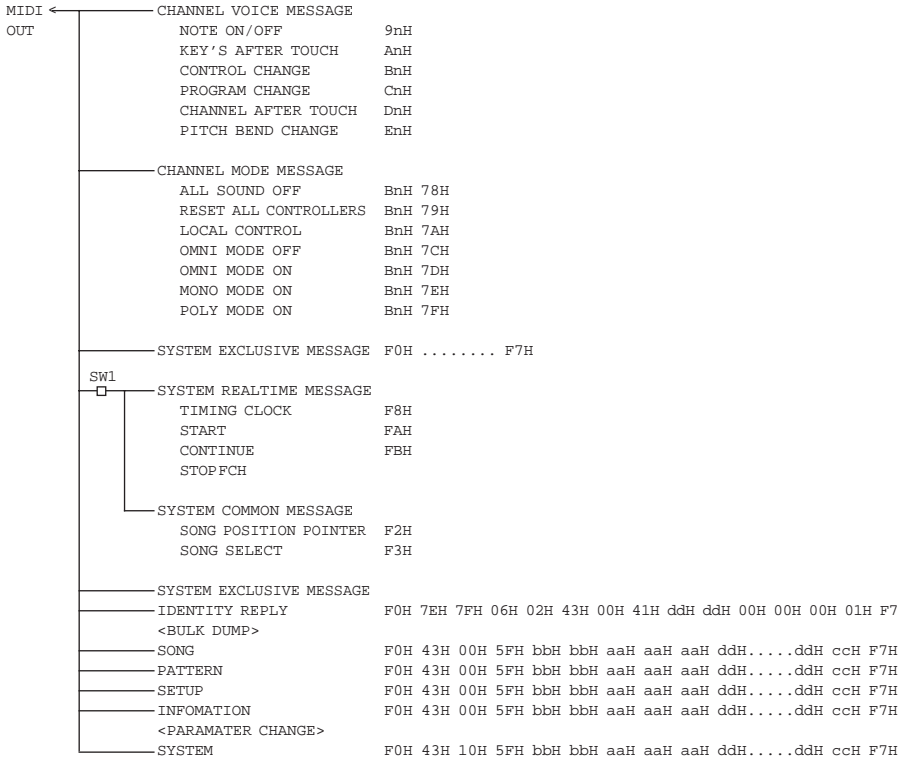 MIDI CHANNEL VOICE MESSAGE
OUT NOTE ON/OFF 9nH
KEY'S AFTER TOUCH AnH
CONTROL CHANGE BnH
PROGRAM CHANGE CnH
CHANNEL AFTER TOUCH DnH
PITCH BEND CHANGE EnH
CHANNEL MODE MESSAGE
ALL SOUND OFF BnH 78H
RESET ALL CONTROLLERS BnH 79H
LOCAL CONTROL BnH 7AH
OMNI MODE OFF BnH 7CH
OMNI MODE ON BnH 7DH
MONO MODE ON BnH 7EH
POLY MODE ON BnH 7FH
SYSTEM EXCLUSIVE MESSAGE F0H ........ F7H
SW1
SYSTEM REALTIME MESSAGE
TIMING CLOCK F8H
START FAH
CONTINUE FBH
STOPFCH
SYSTEM COMMON MESSAGE
SONG POSITION POINTER F2H
SONG SELECT F3H
SYSTEM EXCLUSIVE MESSAGE
IDENTITY REPLY F0H 7EH 7FH 06H 02H 43H 00H 41H ddH ddH 00H 00H 00H 01H F7
<BULK DUMP>
SONG F0H 43H 00H 5FH bbH bbH aaH aaH aaH ddH.....ddH ccH F7H
PATTERN F0H 43H 00H 5FH bbH bbH aaH aaH aaH ddH.....ddH ccH F7H
SETUP F0H 43H 00H 5FH bbH bbH aaH aaH aaH ddH.....ddH ccH F7H
INFOMATION F0H 43H 00H 5FH bbH bbH aaH aaH aaH ddH.....ddH ccH F7H
<PARAMATER CHANGE>
SYSTEM F0H 43H 10H 5FH bbH bbH aaH aaH aaH ddH.....ddH ccH F7H